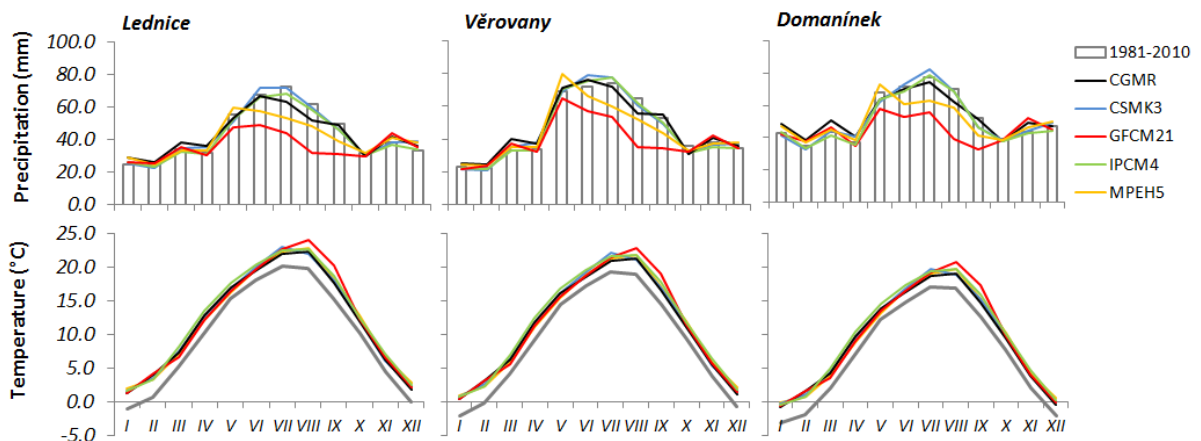 Lednice
Věrovany
Domanínek
Precipitation (mm)
100.0
80.0
60.0
40.0
20.0
0.0
1981-2010
CGMR
CSMK3
GFCM21
IPCM4
MPEH5
Temperature (°C)
25.0
20.0
15.0
10.0
5.0
0.0
-5.0
I II III IV V VI VII VIII IX X XI XII
I II III IV V VI VII VIII IX X XI XII
I II III IV V VI VII VIII IX X XI XII